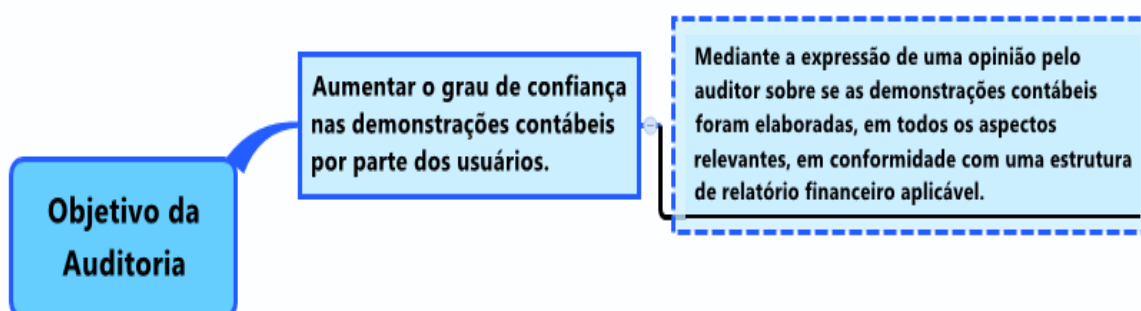 Objetivo da
Auditoria
Aumentar o grau de confiança
nas demonstrações contábeis
por parte dos usuários.
Mediante a expressão de uma opinião pelo
auditor sobre se as demonstrações contábeis
foram elaboradas, em todos os aspectos
relevantes, em conformidade com uma estrutura
de relatório financeiro aplicável.